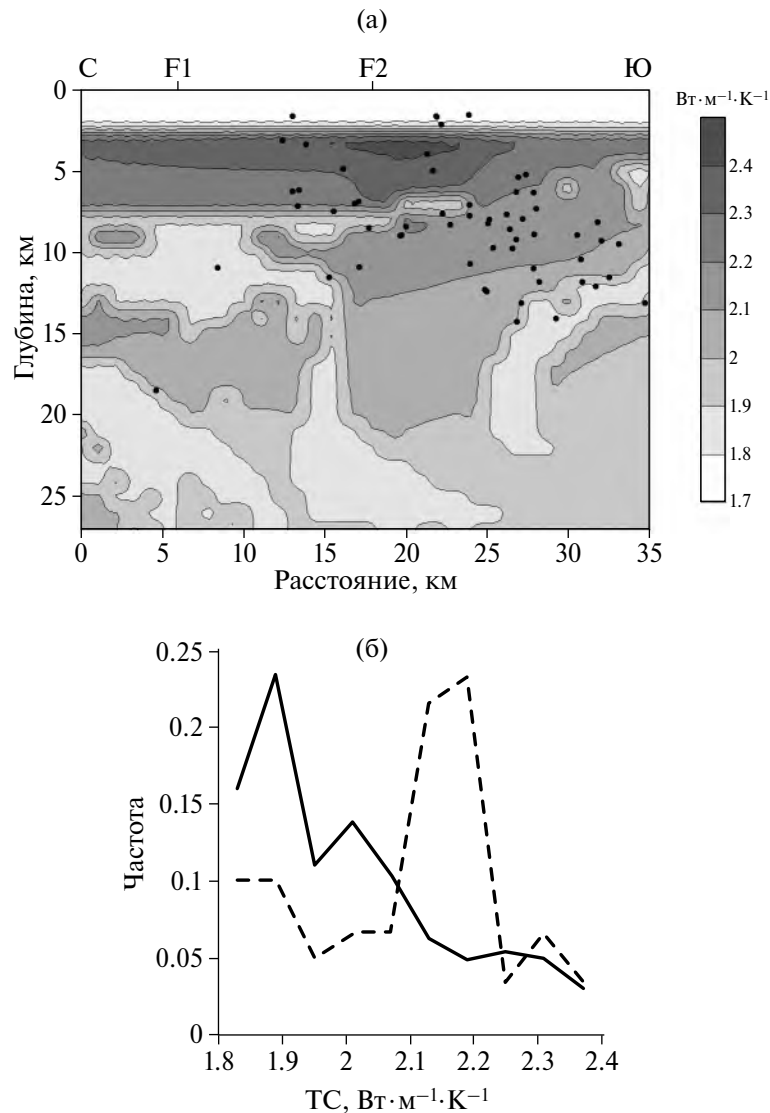 (а)
С F1 F2 Ю
Вт·м⁻¹·K⁻¹
0
5
10
15
20
25
Глубина, км
2.4
2.3
2.2
2.1
2
1.9
1.8
1.7
0 5 10 15 20 25 30 35
Расстояние, км
(б)
0.25
0.2
0.15
0.1
0.05
0
Частота
1.8 1.9 2 2.1 2.2 2.3 2.4
ТС, Вт·м⁻¹·K⁻¹